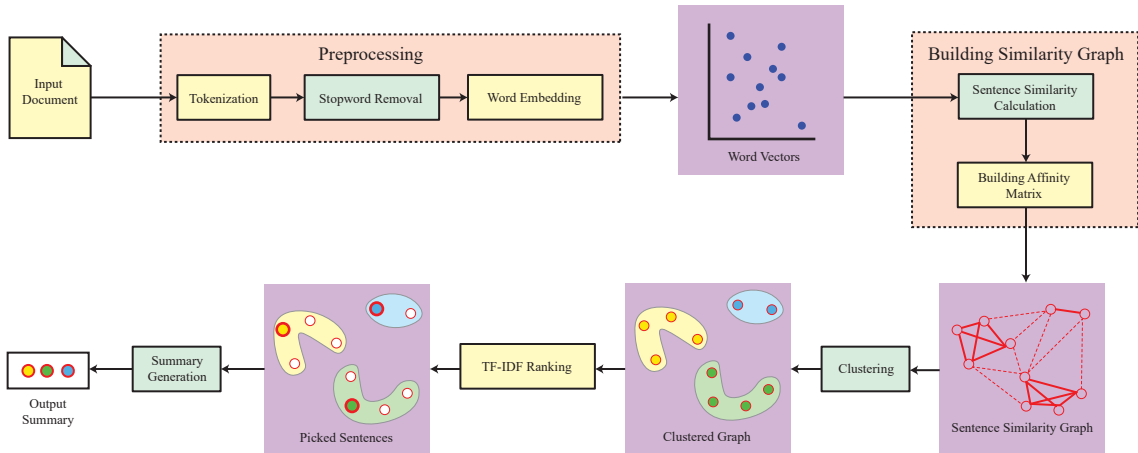 Input
Document
Preprocessing
Tokenization
Stopword Removal
Word Embedding
Word Vectors
Building Similarity Graph
Sentence Similarity
Calculation
Building Affinity
Matrix
Sentence Similarity Graph
Clustering
Clustered Graph
TF-IDF Ranking
Picked Sentences
Summary
Generation
Output
Summary